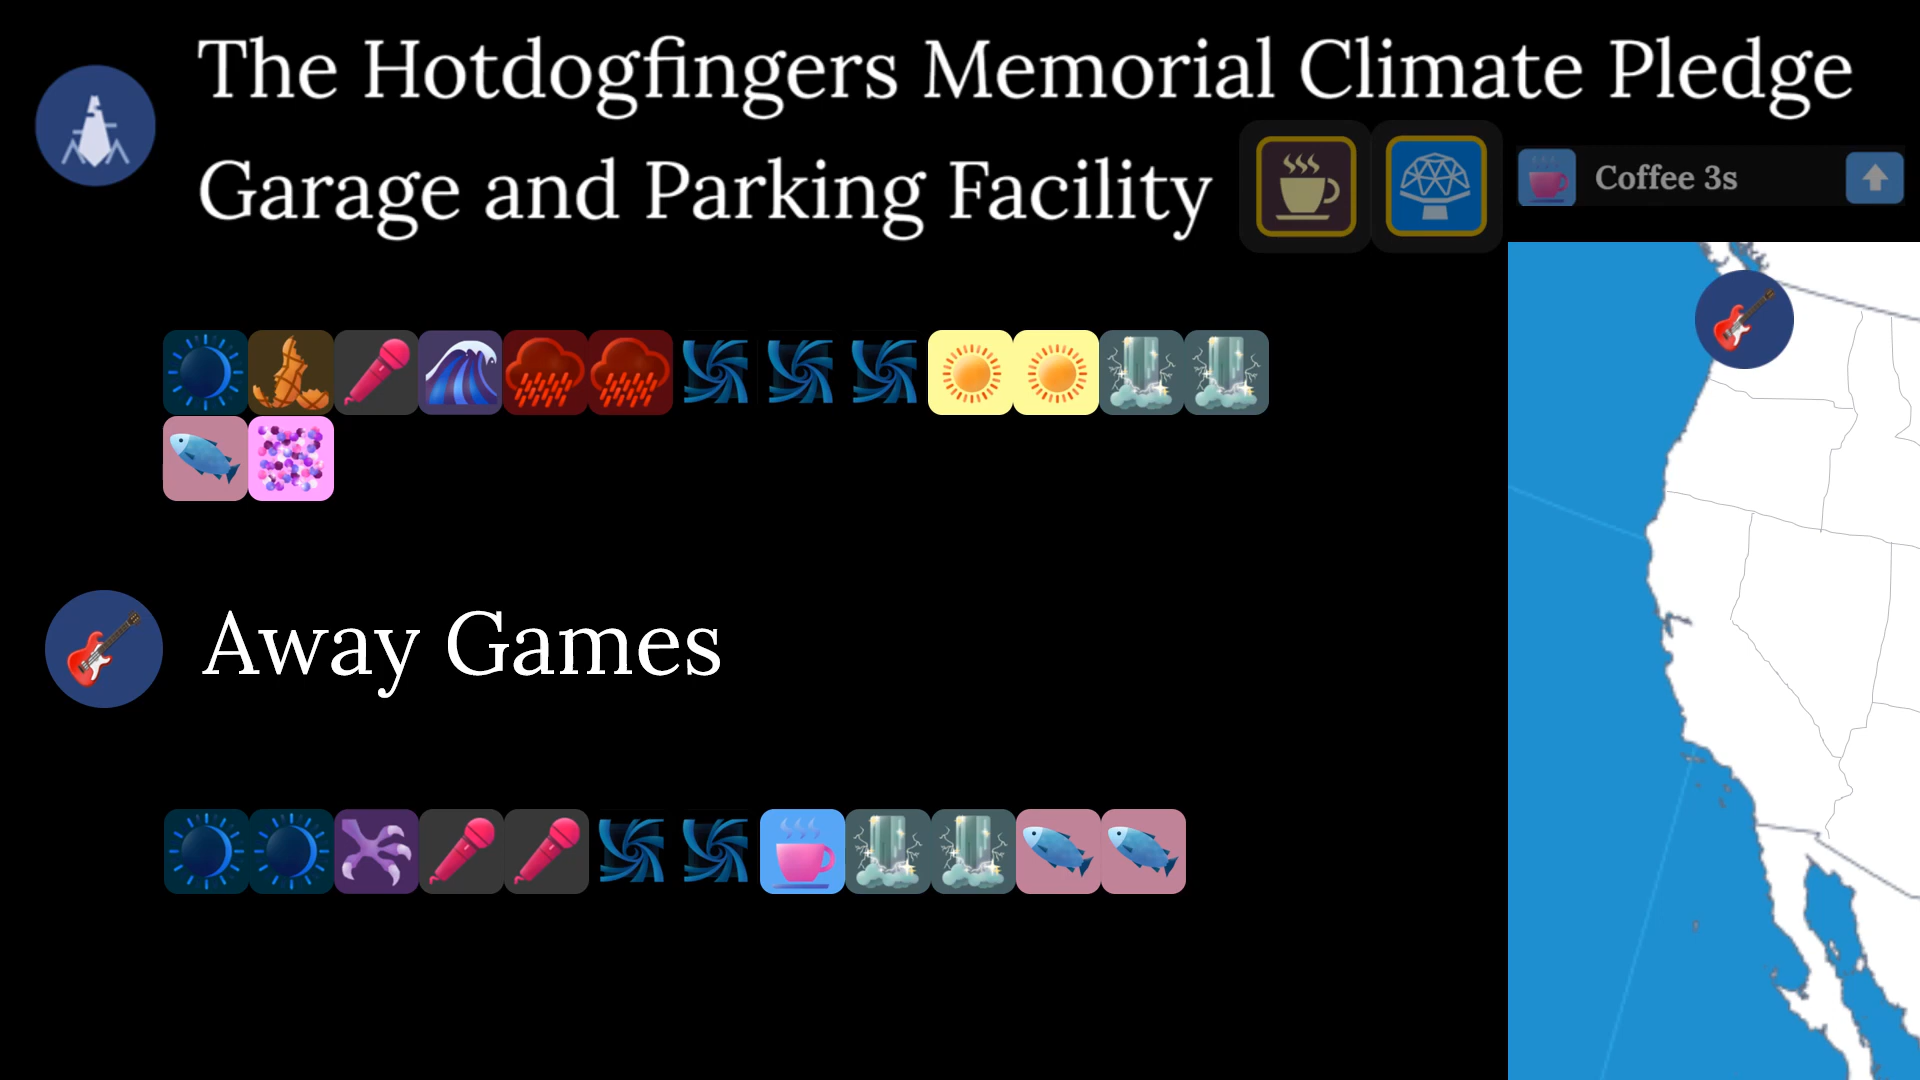 The Hotdogfingers Memorial Climate Pledge
Garage and Parking Facility
Coffee 3s
Away Games